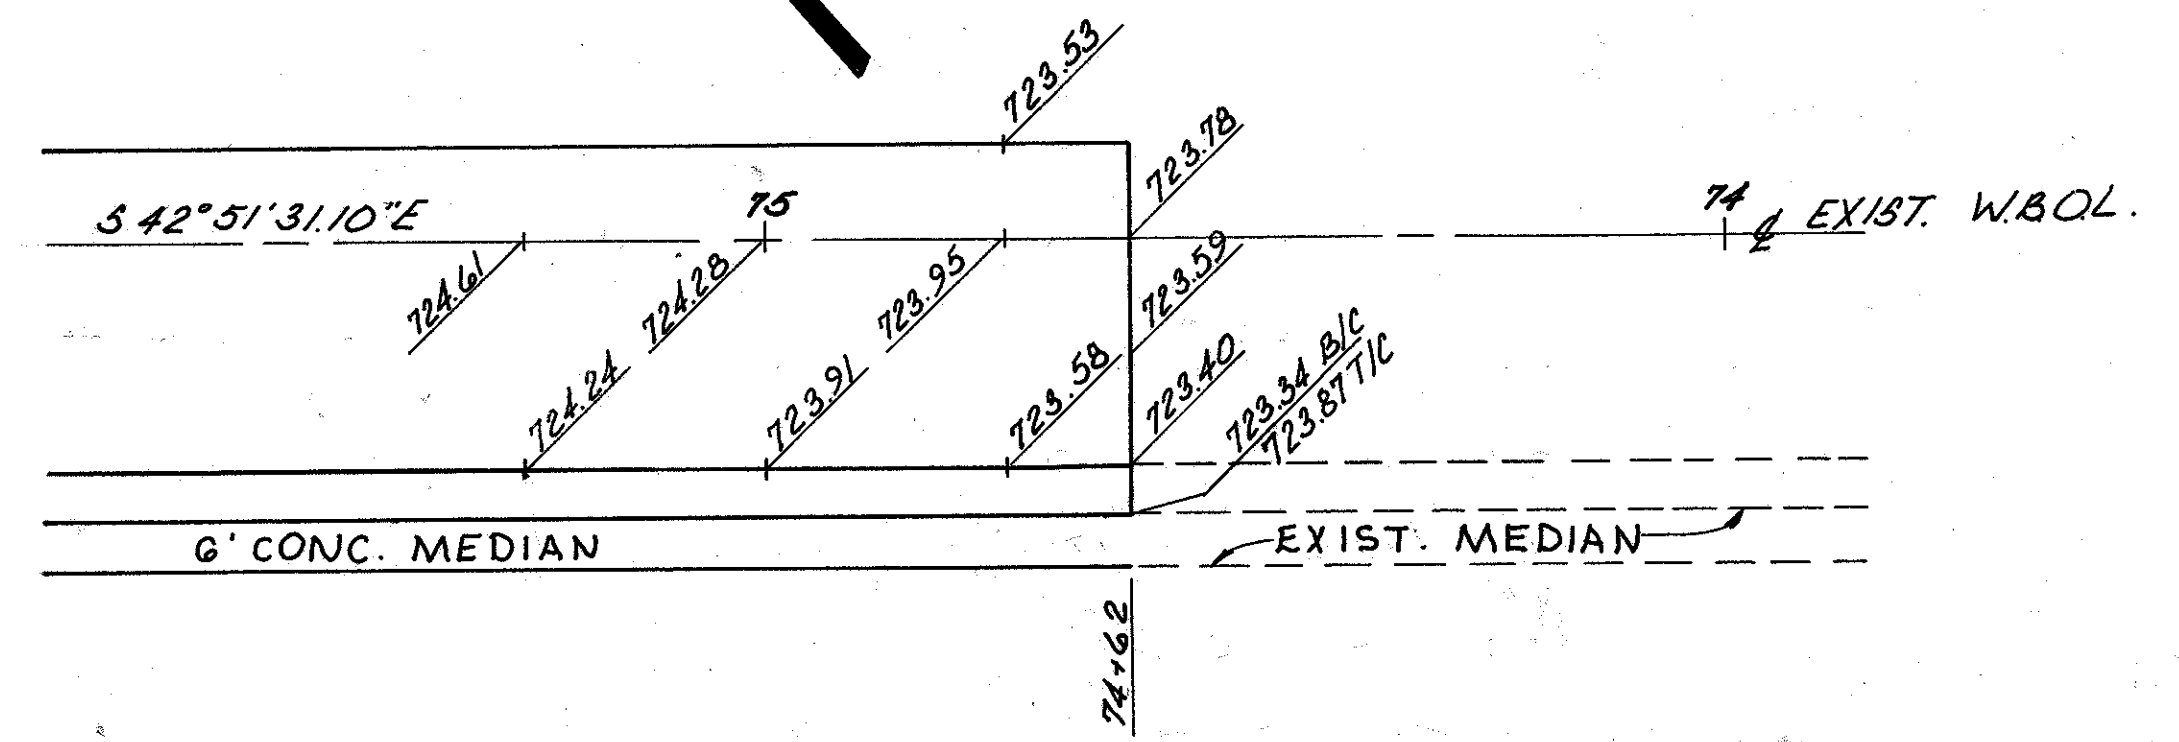 723.53
723.78
S 42°51'31.10"E
75
74
℄ EXIST. W.B.O.L.
724.61
724.28
723.95
723.59
724.24
723.91
723.58
723.40
723.34 B/C
723.87 T/C
6' CONC. MEDIAN
EXIST. MEDIAN
74+62